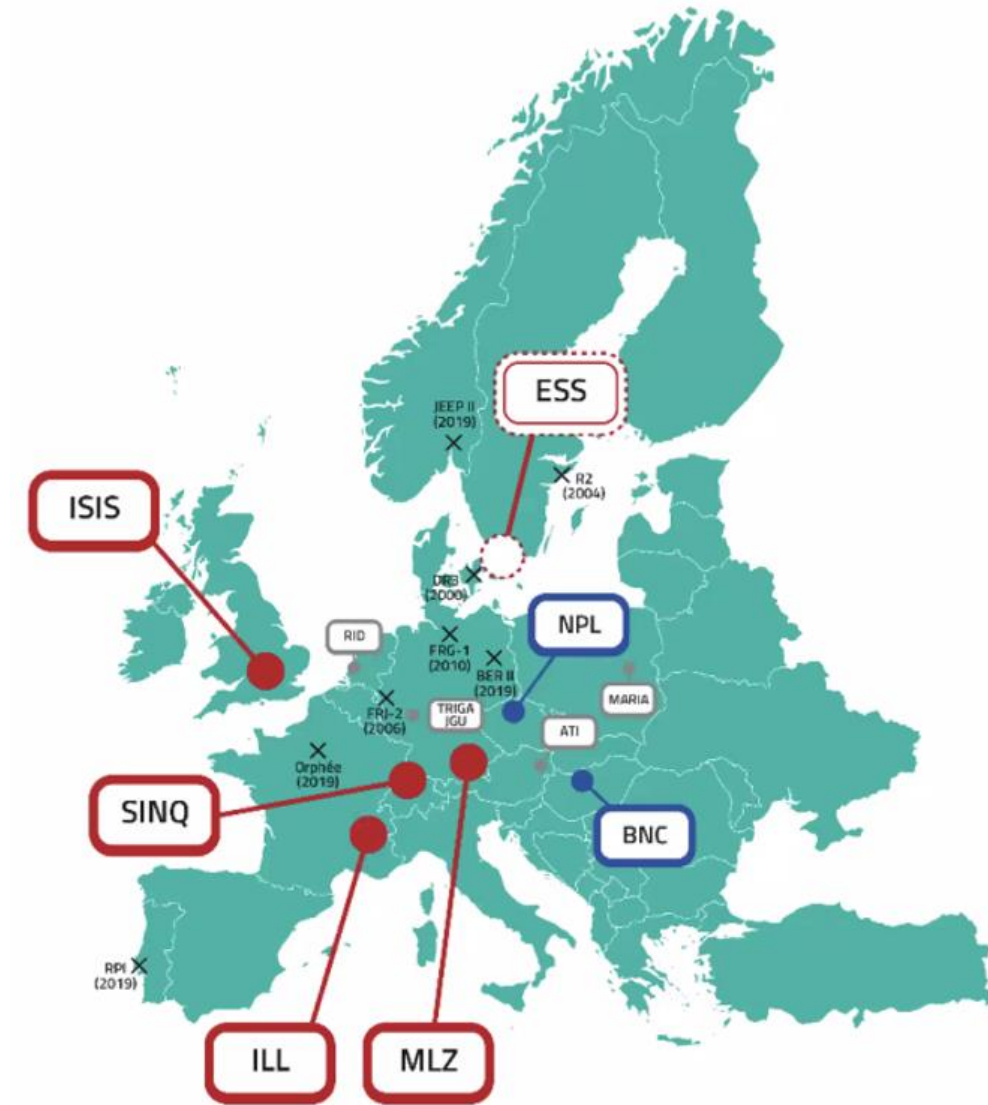 ESS
JEEP II
(2019)
R2
(2004)
ISIS
DR3
(2000)
NPL
RID
FRG-1
(2010)
BER II
(2019)
MARIA
FRJ-2
(2006)
TRIGA
JGU
ATI
Orphée
(2019)
SINQ
BNC
RPI
(2019)
ILL
MLZ